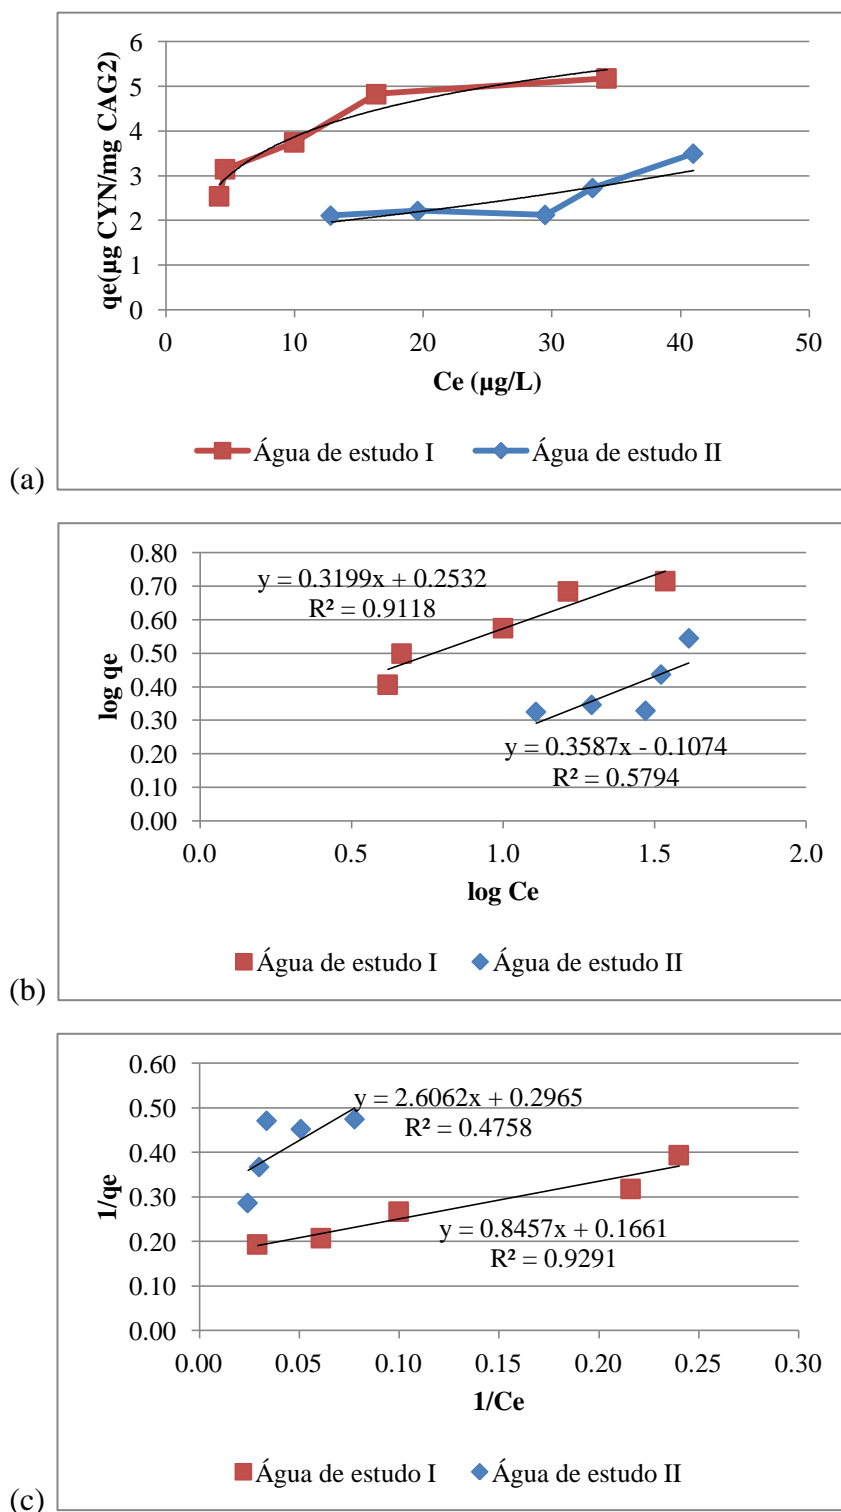 6
5
4
3
2
1
0
qe(µg CYN/mg CAG2)
0 10 20 30 40 50
Ce (µg/L)
Água de estudo I Água de estudo II
(a)
0.80
0.70
0.60
0.50
0.40
0.30
0.20
0.10
0.00
log qe
y = 0.3199x + 0.2532
R² = 0.9118
y = 0.3587x - 0.1074
R² = 0.5794
0.0 0.5 1.0 1.5 2.0
log Ce
Água de estudo I Água de estudo II
(b)
0.60
0.50
0.40
0.30
0.20
0.10
0.00
1/qe
y = 2.6062x + 0.2965
R² = 0.4758
y = 0.8457x + 0.1661
R² = 0.9291
0.00 0.05 0.10 0.15 0.20 0.25 0.30
1/Ce
Água de estudo I Água de estudo II
(c)